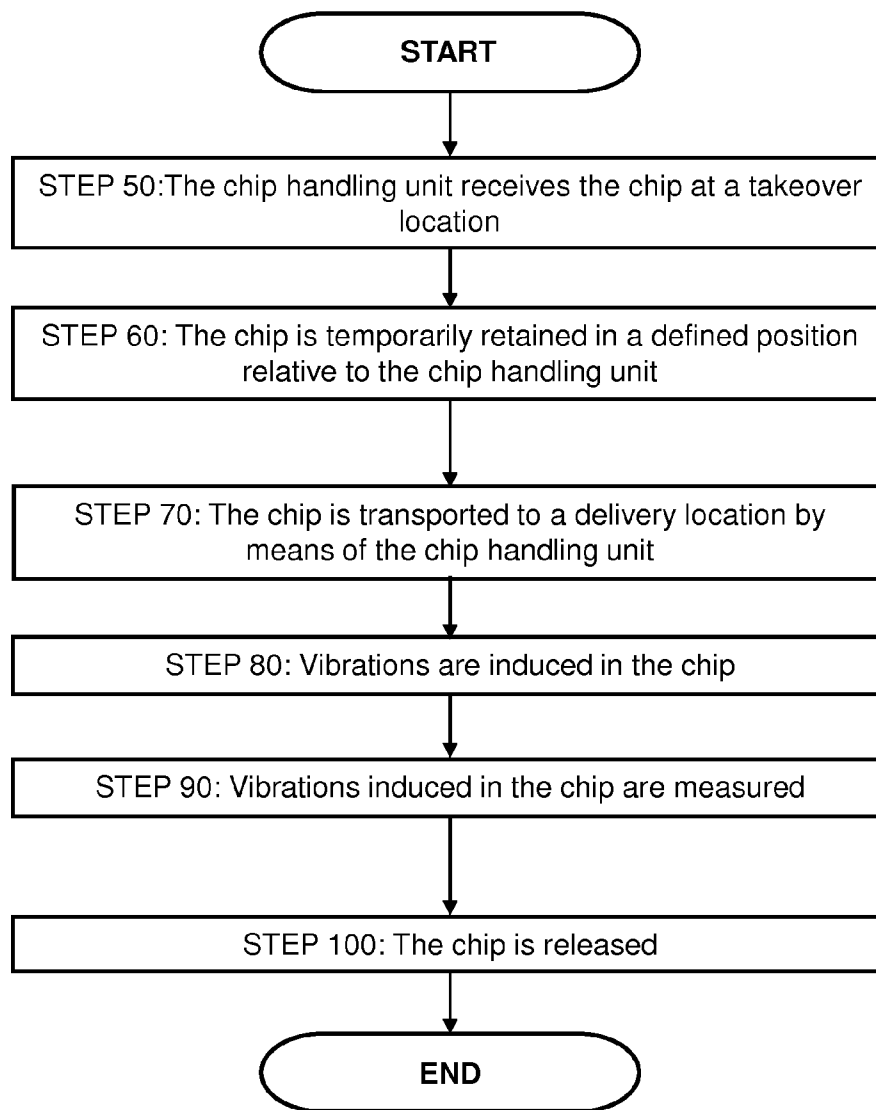 START
STEP 50:The chip handling unit receives the chip at a takeover
location
STEP 60: The chip is temporarily retained in a defined position
relative to the chip handling unit
STEP 70: The chip is transported to a delivery location by
means of the chip handling unit
STEP 80: Vibrations are induced in the chip
STEP 90: Vibrations induced in the chip are measured
STEP 100: The chip is released
END